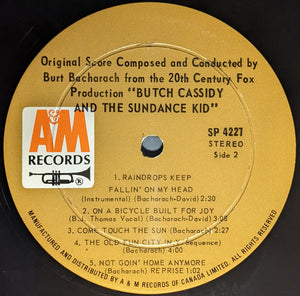 Original Score Composed and Conducted by
Burt Bacharach from the 20th Century Fox
Production "BUTCH CASSIDY
AND THE SUNDANCE KID"
A&M
RECORDS
SP 4227
STEREO
Side 2
1. RAINDROPS KEEP
FALLIN' ON MY HEAD
(Instrumental) (Bacharach-David) 2:30
2. ON A BICYCLE BUILT FOR JOY
(B.J. Thomas Vocal) (Bacharach-David) 3:08
3. COME TOUCH THE SUN (Bacharach) 2:27
4. THE OLD FUN CITY (N.Y. Sequence)
(Bacharach) 4:00
5. NOT GOIN' HOME ANYMORE
(Bacharach) REPRISE 1:02
MANUFACTURED AND DISTRIBUTED BY A & M RECORDS OF CANADA LIMITED. ALL RIGHTS RESERVED.